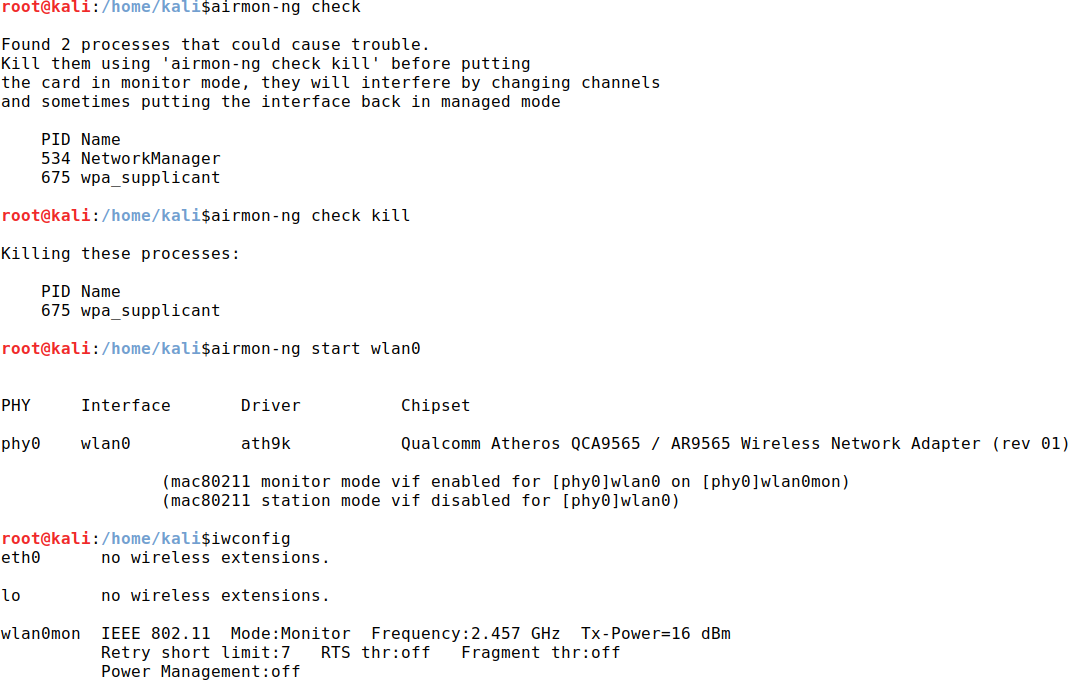 root@kali:/home/kali$airmon-ng check
Found 2 processes that could cause trouble.
Kill them using 'airmon-ng check kill' before putting
the card in monitor mode, they will interfere by changing channels
and sometimes putting the interface back in managed mode
PID Name
534 NetworkManager
675 wpa_supplicant
root@kali:/home/kali$airmon-ng check kill
Killing these processes:
PID Name
675 wpa_supplicant
root@kali:/home/kali$airmon-ng start wlan0
PHY Interface Driver Chipset
phy0 wlan0 ath9k Qualcomm Atheros QCA9565 / AR9565 Wireless Network Adapter (rev 01)
(mac80211 monitor mode vif enabled for [phy0]wlan0 on [phy0]wlan0mon)
(mac80211 station mode vif disabled for [phy0]wlan0)
root@kali:/home/kali$iwconfig
eth0 no wireless extensions.
lo no wireless extensions.
wlan0mon IEEE 802.11 Mode:Monitor Frequency:2.457 GHz Tx-Power=16 dBm
Retry short limit:7 RTS thr:off Fragment thr:off
Power Management:off